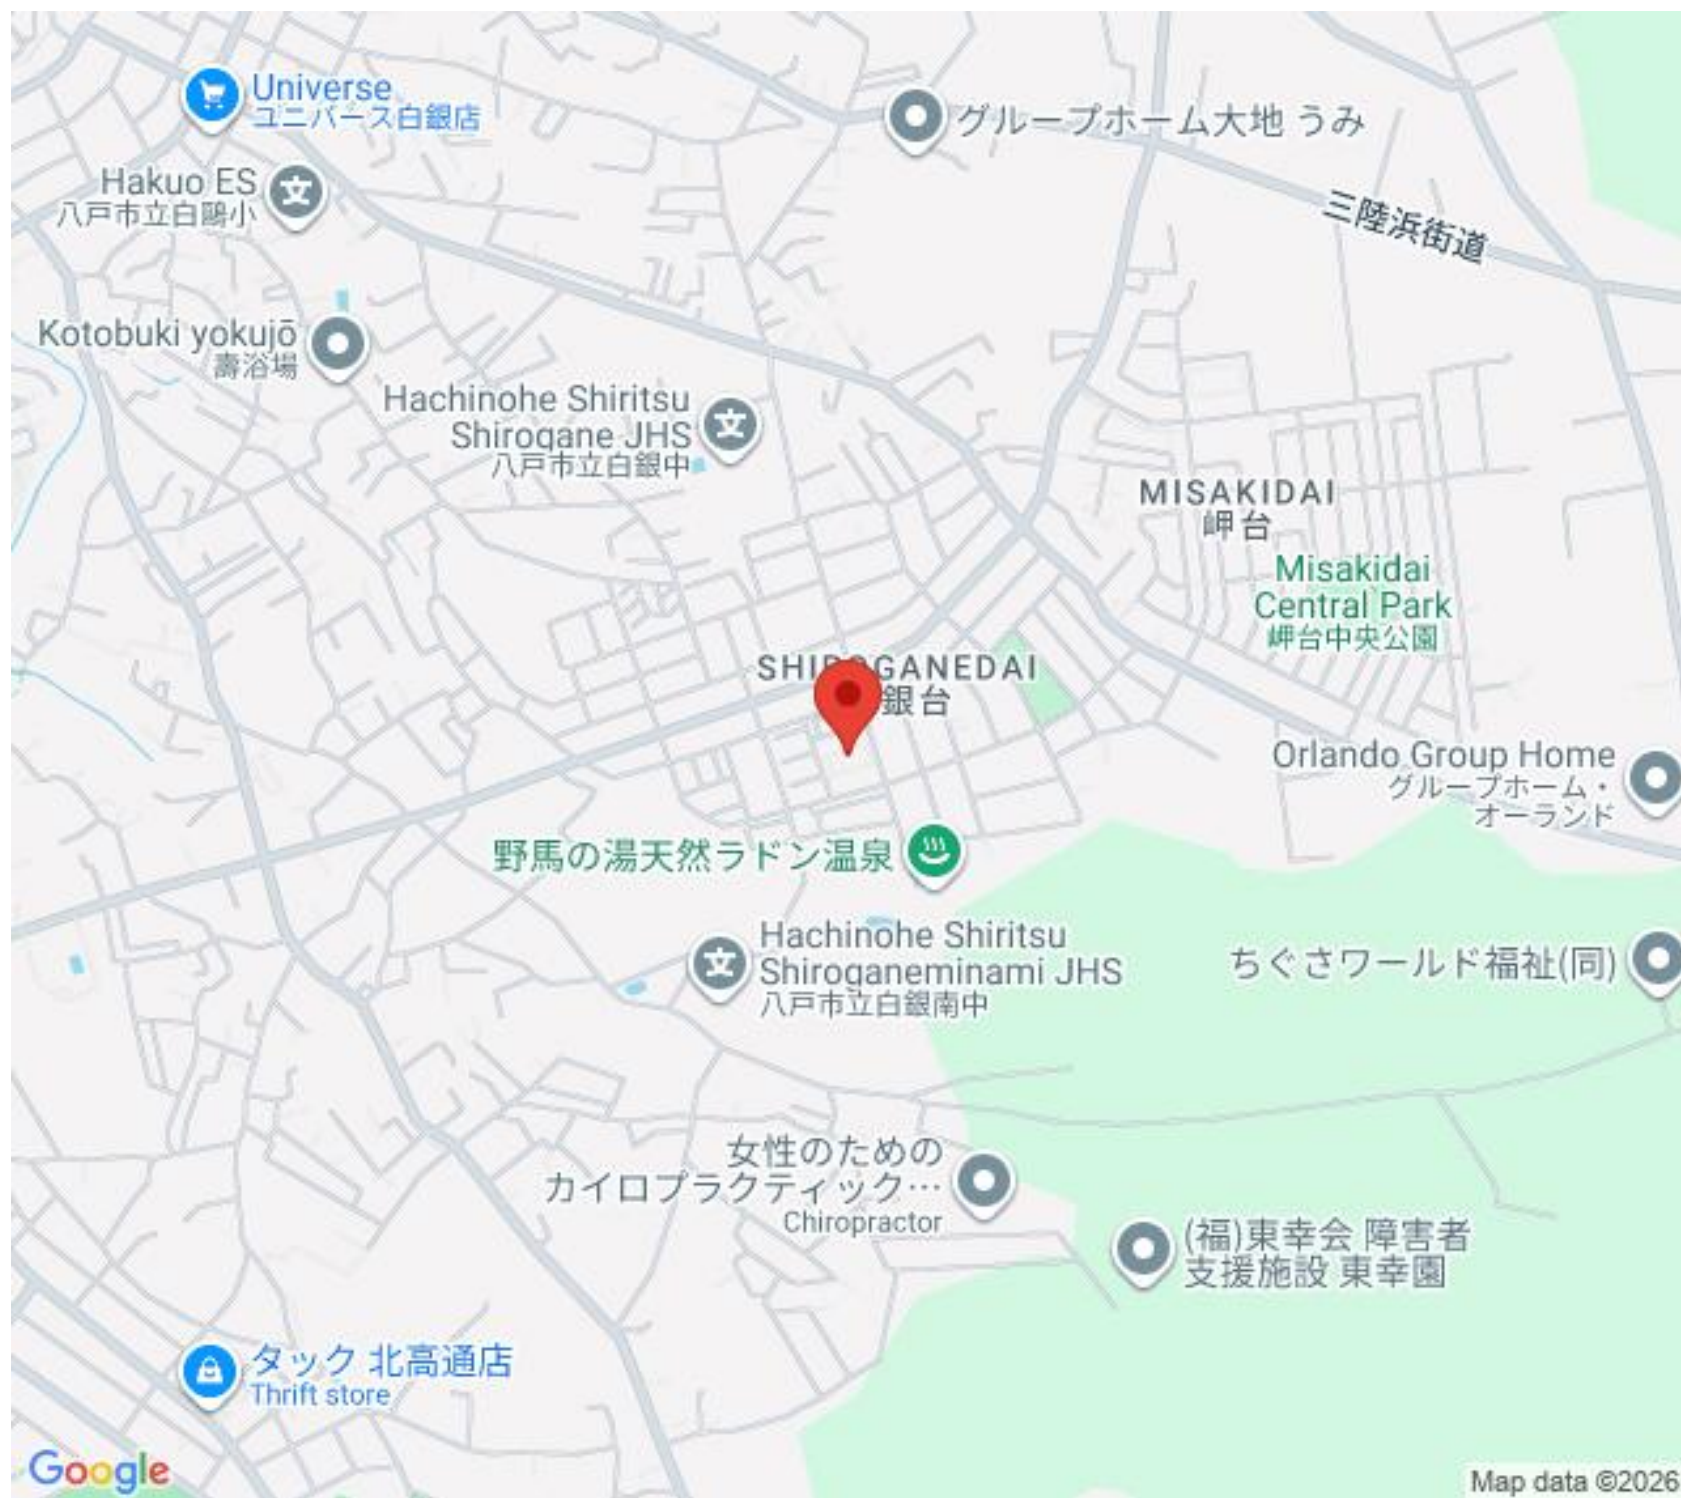 Universe
ユニバース白銀店
グループホーム大地 うみ
Hakuo ES
八戸市立白鷗小
三陸浜街道
Kotobuki yokujō
壽浴場
Hachinohe Shiritsu
Shirogane JHS
八戸市立白銀中
MISAKIDAI
岬台
Misakidai
Central Park
岬台中央公園
銀台
Orlando Group Home
グループホーム・
オーランド
野馬の湯天然ラドン温泉
Hachinohe Shiritsu
Shiroganeminami JHS
八戸市立白銀南中
ちぐさワールド福祉(同)
女性のための
カイロプラクティック…
Chiropractor
(福)東幸会 障害者
支援施設 東幸園
タック 北高通店
Thrift store
Google
Map data ©2026